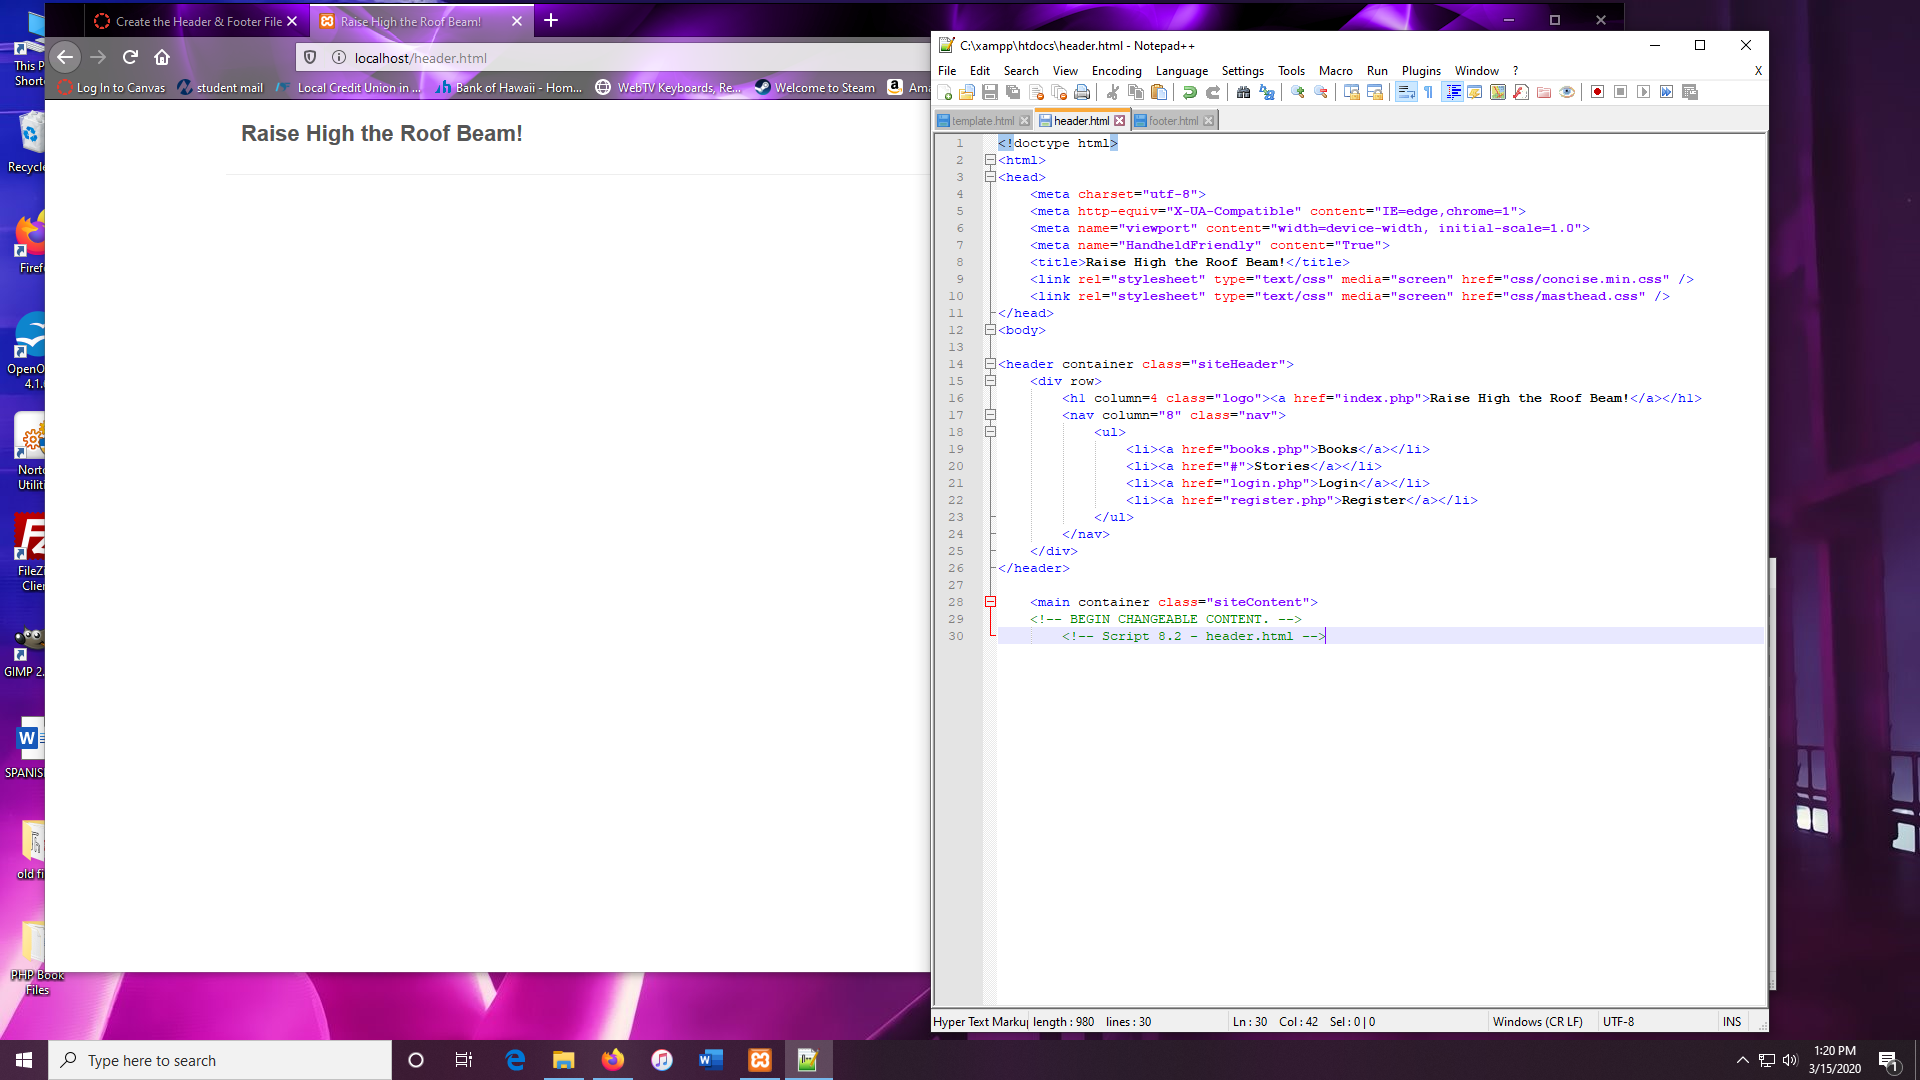 Create the Header & Footer File
Raise High the Roof Beam!
localhost/header.html
Log In to Canvas
student mail
Local Credit Union in ...
Bank of Hawaii - Hom...
WebTV Keyboards, Re...
Welcome to Steam
Raise High the Roof Beam!
Recycle
OpenO
4.1.
FileZi
Clier
GIMP 2.
old fi
PHP Book
Files
C:\xampp\htdocs\header.html - Notepad++
File Edit Search View Encoding Language Settings Tools Macro Run Plugins Window ? X
template.html header.html footer.html
1 <!doctype html>
2 <html>
3 <head>
4 <meta charset="utf-8">
5 <meta http-equiv="X-UA-Compatible" content="IE=edge,chrome=1">
6 <meta name="viewport" content="width=device-width, initial-scale=1.0">
7 <meta name="HandheldFriendly" content="True">
8 <title>Raise High the Roof Beam!</title>
9 <link rel="stylesheet" type="text/css" media="screen" href="css/concise.min.css" />
10 <link rel="stylesheet" type="text/css" media="screen" href="css/masthead.css" />
11 </head>
12 <body>
13
14 <header container class="siteHeader">
15 <div row>
16 <h1 column=4 class="logo"><a href="index.php">Raise High the Roof Beam!</a></h1>
17 <nav column="8" class="nav">
18 <ul>
19 <li><a href="books.php">Books</a></li>
20 <li><a href="#">Stories</a></li>
21 <li><a href="login.php">Login</a></li>
22 <li><a href="register.php">Register</a></li>
23 </ul>
24 </nav>
25 </div>
26 </header>
27
28 <main container class="siteContent">
29 <!-- BEGIN CHANGEABLE CONTENT. -->
30 <!-- Script 8.2 - header.html -->
Hyper Text Markup length : 980 lines : 30 Ln : 30 Col : 42 Sel : 0 | 0 Windows (CR LF) UTF-8 INS
Type here to search
1:20 PM
3/15/2020